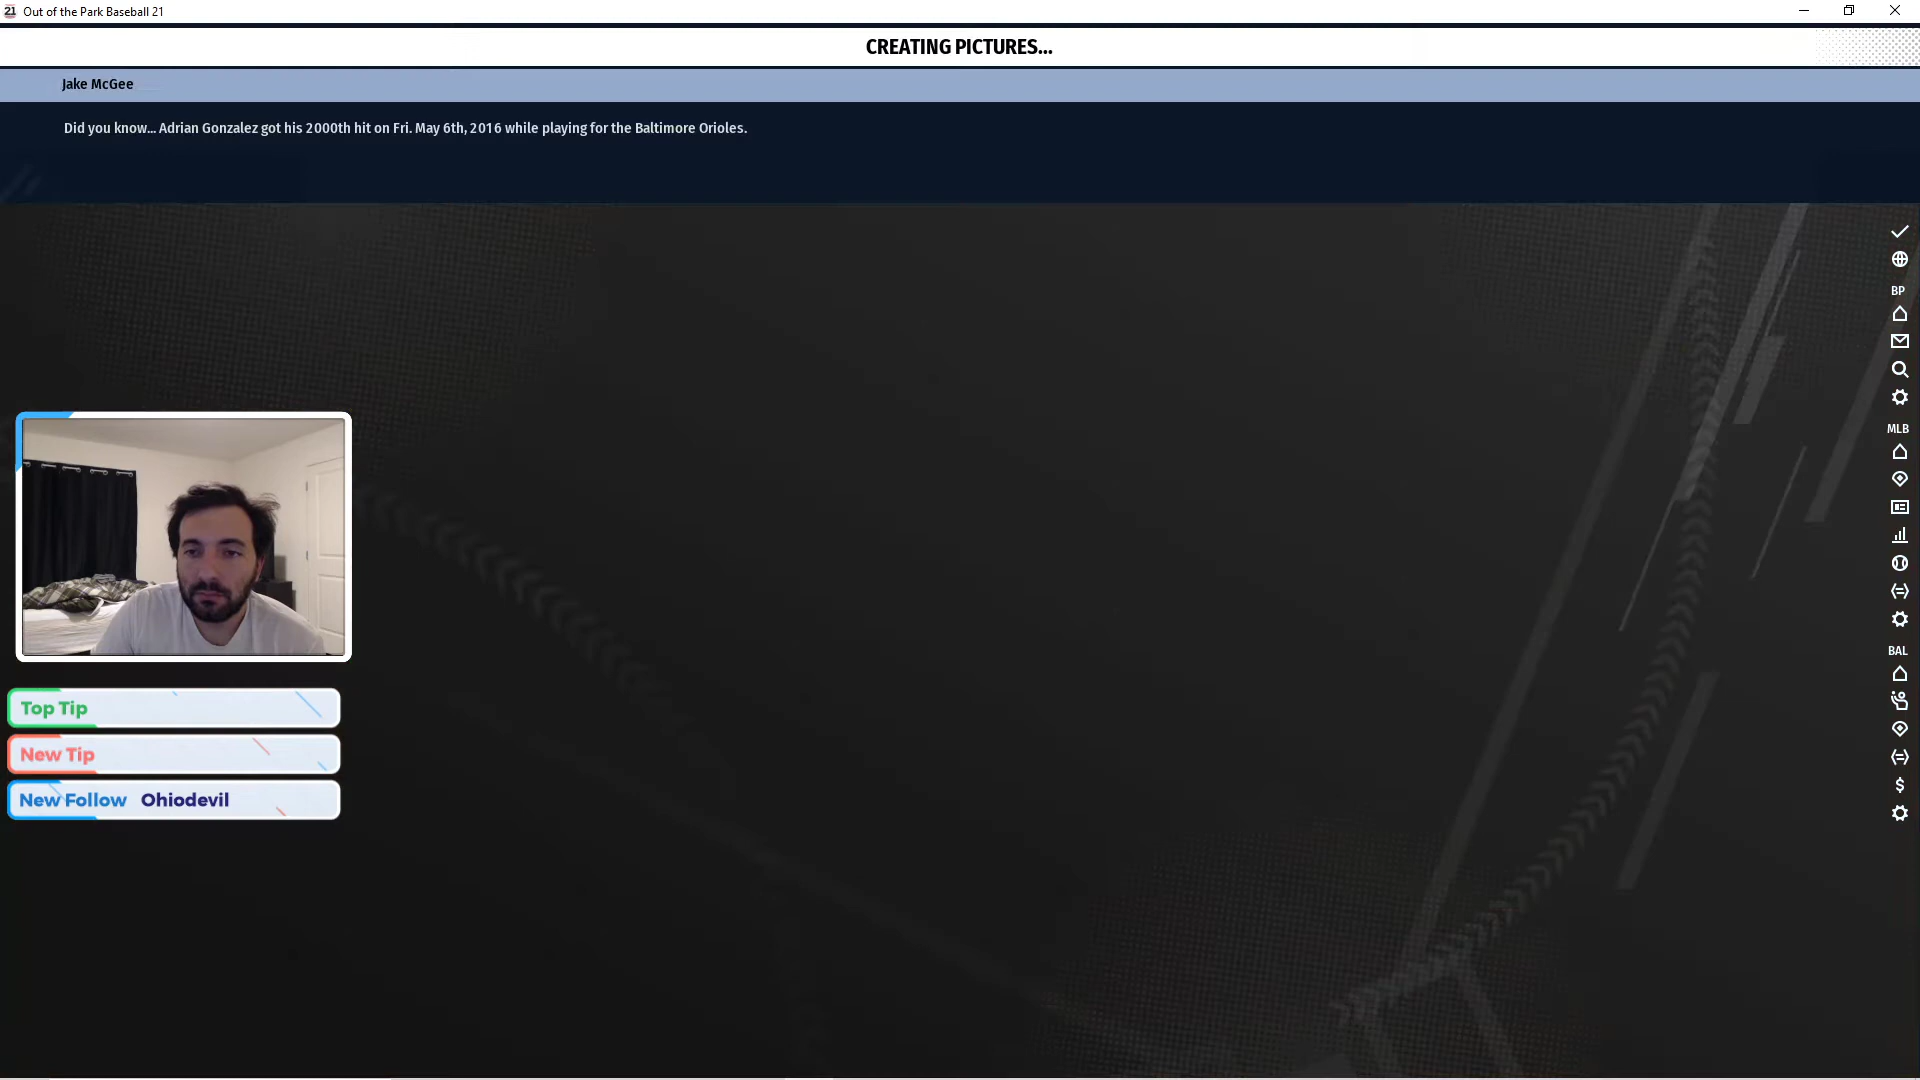 21 Out of the Park Baseball 21
CREATING PICTURES...
Jake McGee
Did you know... Adrian Gonzalez got his 2000th hit on Fri. May 6th, 2016 while playing for the Baltimore Orioles.
BP
MLB
BAL
$
Top Tip
New Tip
New Follow Ohiodevil